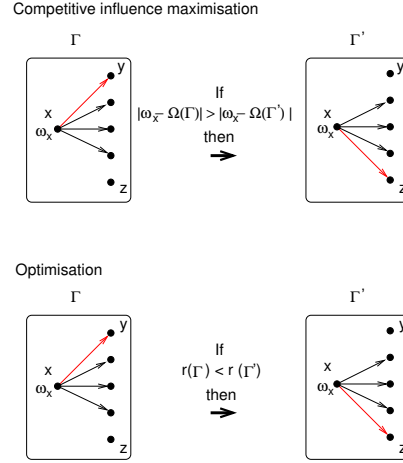 Competitive influence maximisation
Γ
Γ'
y
x
ω_x
z
If
|ω_x − Ω(Γ)| > |ω_x − Ω(Γ')|
then
y
x
ω_x
z
Optimisation
Γ
Γ'
y
x
ω_x
z
If
r(Γ) < r(Γ')
then
y
x
ω_x
z